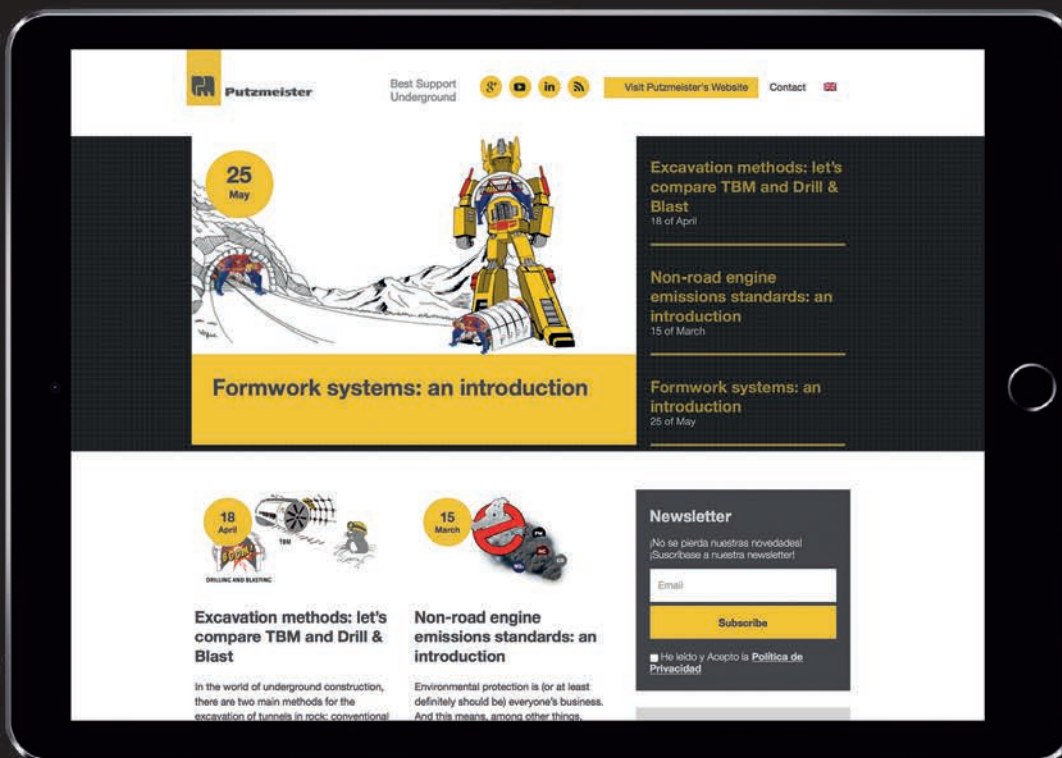 Putzmeister
Best Support
Underground
g+
in
Visit Putzmeister's Website
Contact
25
May
Formwork systems: an introduction
Excavation methods: let's
compare TBM and Drill &
Blast
18 of April
Non-road engine
emissions standards: an
introduction
15 of March
Formwork systems: an
introduction
25 of May
18
April
BOOM!
TBM
DRILLING AND BLASTING
Excavation methods: let's
compare TBM and Drill &
Blast
In the world of underground construction,
there are two main methods for the
excavation of tunnels in rock: conventional
15
March
PM
HC
Non-road engine
emissions standards: an
introduction
Environmental protection is (or at least
definitely should be) everyone's business.
And this means, among other things,
Newsletter
¡No se pierda nuestras novedades!
¡Suscríbase a nuestra newsletter!
Email
Subscribe
He leído y Acepto la Política de
Privacidad